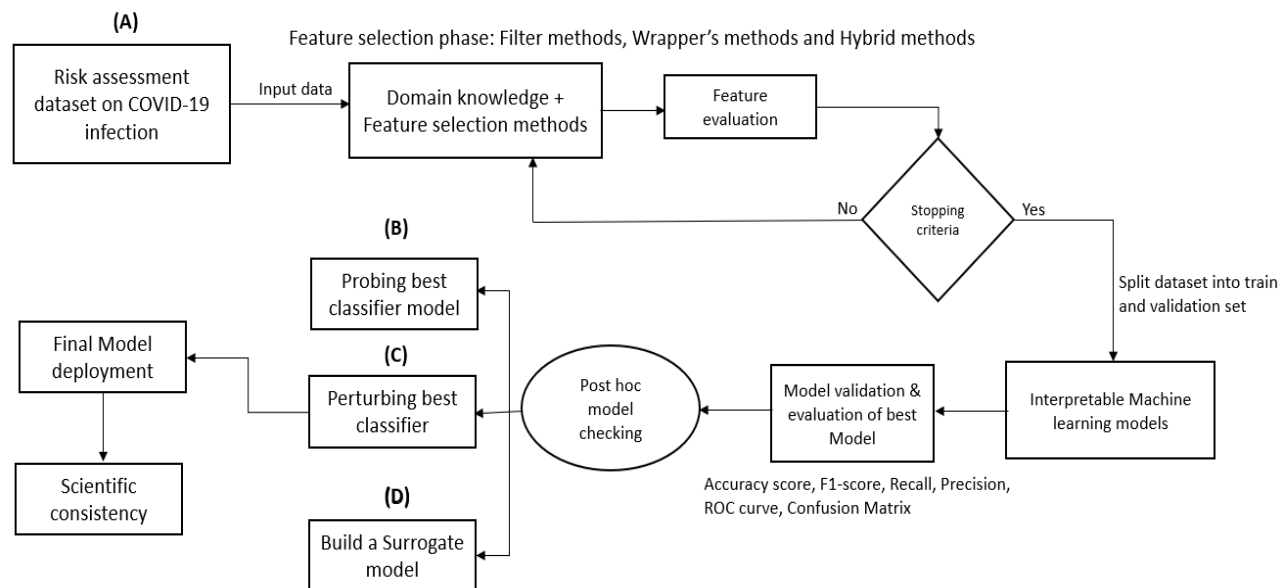 (A)
Feature selection phase: Filter methods, Wrapper's methods and Hybrid methods
Risk assessment
dataset on COVID-19
infection
Input data
Domain knowledge +
Feature selection methods
Feature
evaluation
No
Stopping
criteria
Yes
Split dataset into train
and validation set
(B)
Probing best
classifier model
Final Model
deployment
(C)
Perturbing best
classifier
Post hoc
model
checking
Model validation &
evaluation of best
Model
Interpretable Machine
learning models
Accuracy score, F1-score, Recall, Precision,
ROC curve, Confusion Matrix
Scientific
consistency
(D)
Build a Surrogate
model